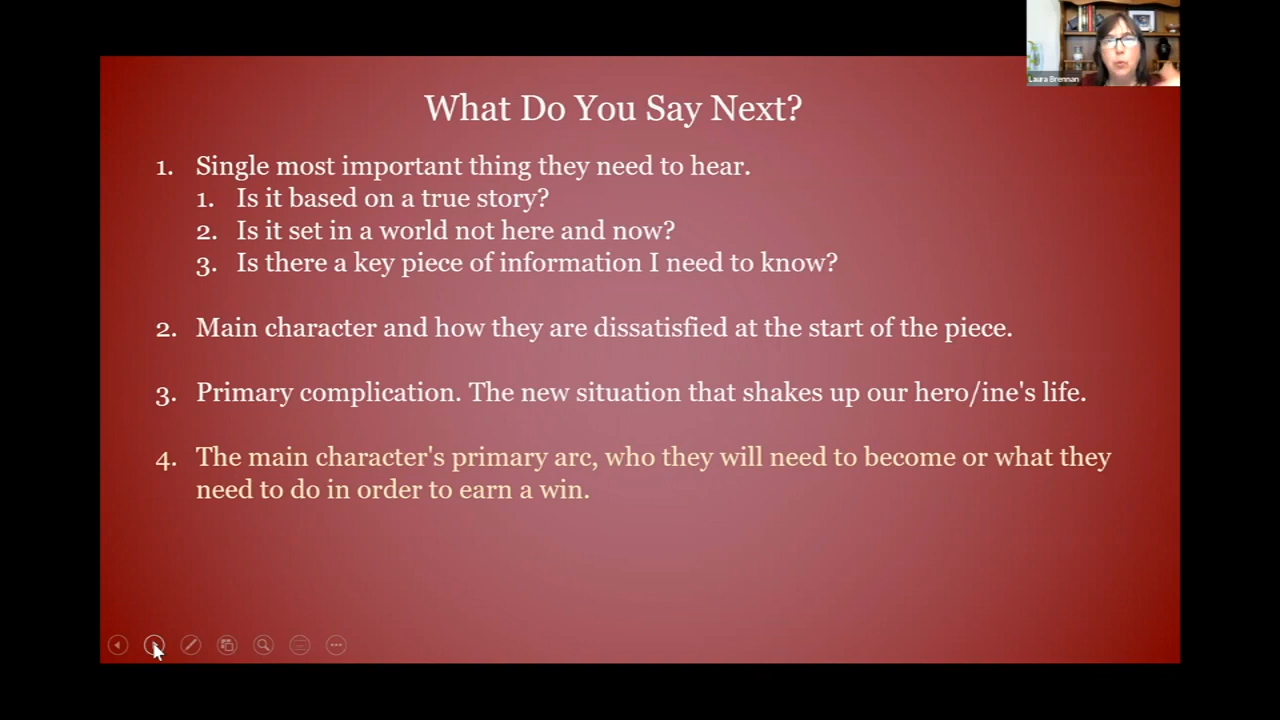 Laura Brennan
What Do You Say Next?
1. Single most important thing they need to hear.
1. Is it based on a true story?
2. Is it set in a world not here and now?
3. Is there a key piece of information I need to know?
2. Main character and how they are dissatisfied at the start of the piece.
3. Primary complication. The new situation that shakes up our hero/ine's life.
4. The main character's primary arc, who they will need to become or what they
need to do in order to earn a win.